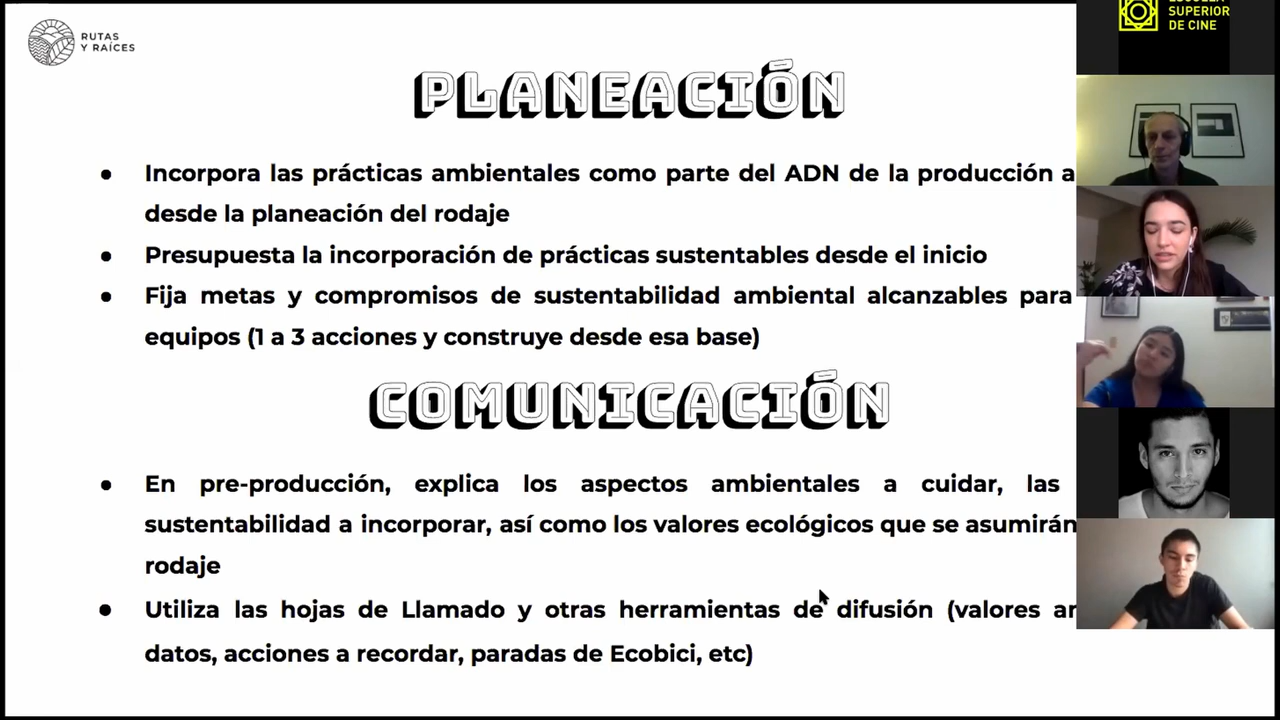 RUTAS
Y RAÍCES
SUPERIOR
DE CINE
PLANEACIÓN
● Incorpora las prácticas ambientales como parte del ADN de la producción a
desde la planeación del rodaje
● Presupuesta la incorporación de prácticas sustentables desde el inicio
● Fija metas y compromisos de sustentabilidad ambiental alcanzables para
equipos (1 a 3 acciones y construye desde esa base)
COMUNICACIÓN
● En pre-producción, explica los aspectos ambientales a cuidar, las
sustentabilidad a incorporar, así como los valores ecológicos que se asumirán
rodaje
● Utiliza las hojas de Llamado y otras herramientas de difusión (valores
datos, acciones a recordar, paradas de Ecobici, etc)